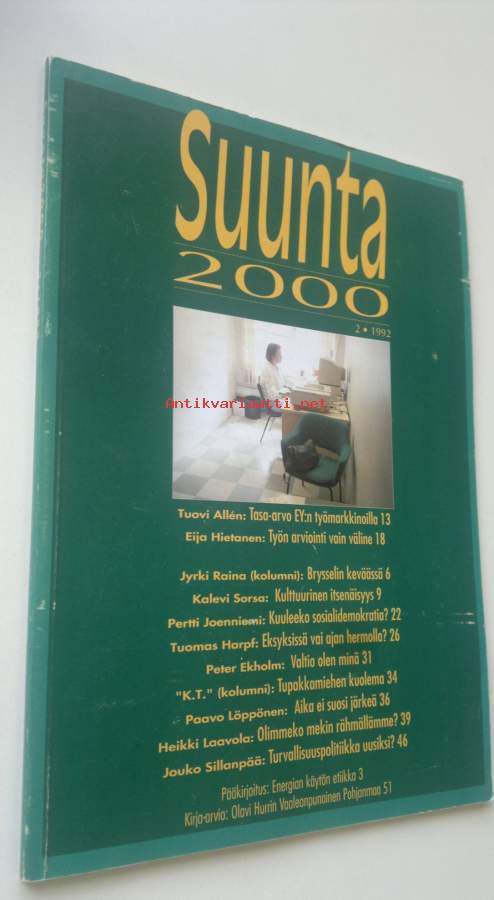 Suunta
2000
2 • 1992
Antikvariaatti.net
Tuovi Allén: Tasa-arvo EY:n työmarkkinoilla 13
Eija Hietanen: Työn arviointi vain väline 18
Jyrki Raina (kolumni): Brysselin keväässä 6
Kalevi Sorsa: Kulttuurinen itsenäisyys 9
Pertti Joenniemi: Kuuleeko sosialidemokratia? 22
Tuomas Harpf: Eksyksissä vai ajan hermolla? 26
Peter Ekholm: Valtio olen minä 31
"K.T." (kolumni): Tupakkamiehen kuolema 34
Paavo Löppönen: Aika ei suosi järkeä 36
Heikki Laavola: Olimmeko mekin rähmällämme? 39
Jouko Sillanpää: Turvallisuuspolitiikka uusiksi? 46
Pääkirjoitus: Energian käytön etiikka 3
Kirja-arvio: Olavi Hurrin Vaaleanpunainen Pohjanmaa 51